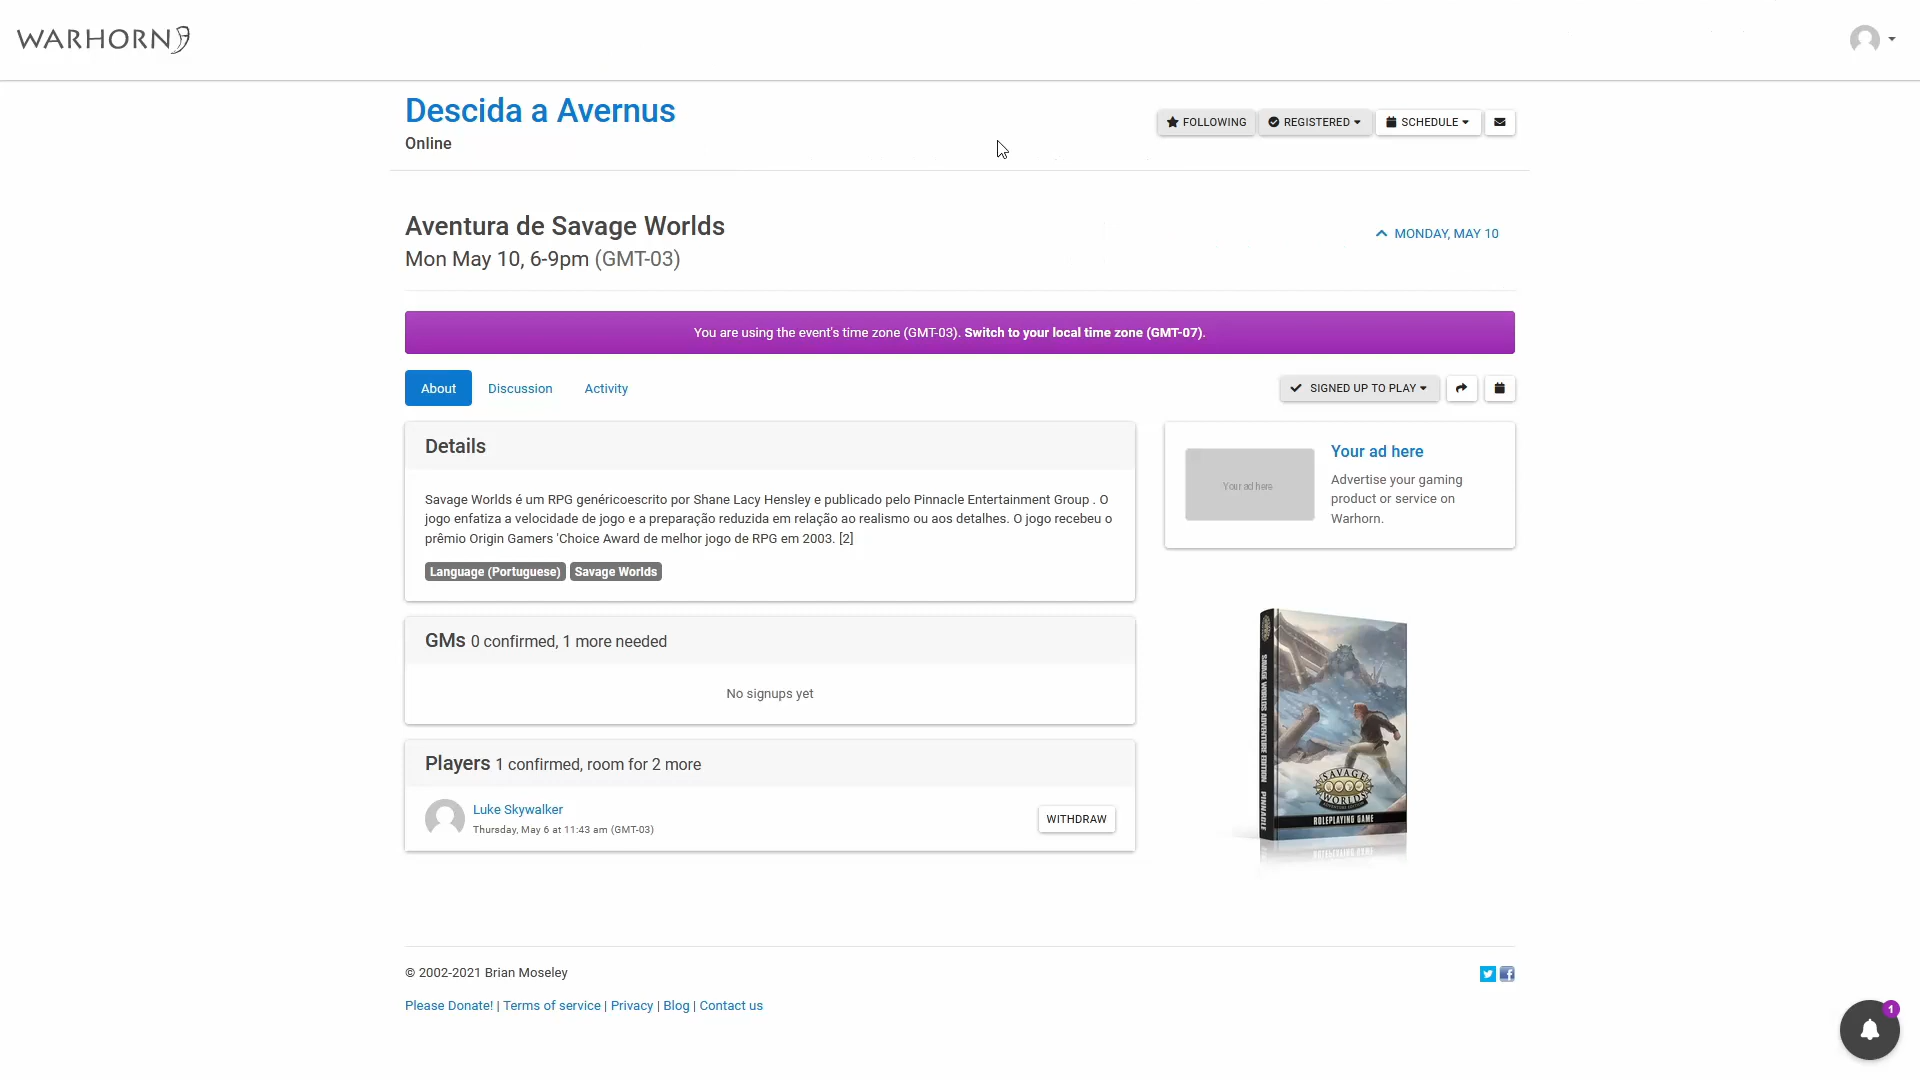 WARHORN
Descida a Avernus
Online
FOLLOWING
REGISTERED
SCHEDULE
Aventura de Savage Worlds
Mon May 10, 6-9pm (GMT-03)
MONDAY, MAY 10
You are using the event's time zone (GMT-03). Switch to your local time zone (GMT-07).
About
Discussion
Activity
SIGNED UP TO PLAY
Details
Savage Worlds é um RPG genéricoescrito por Shane Lacy Hensley e publicado pelo Pinnacle Entertainment Group . O
jogo enfatiza a velocidade de jogo e a preparação reduzida em relação ao realismo ou aos detalhes. O jogo recebeu o
prêmio Origin Gamers 'Choice Award de melhor jogo de RPG em 2003. [2]
Language (Portuguese)
Savage Worlds
Your ad here
Your ad here
Advertise your gaming
product or service on
Warhorn.
GMs 0 confirmed, 1 more needed
No signups yet
Players 1 confirmed, room for 2 more
Luke Skywalker
Thursday, May 6 at 11:43 am (GMT-03)
WITHDRAW
SAVAGE WORLDS ADVENTURE EDITION
PINNACLE
SAVAGE
WORLDS
ADVENTURE EDITION
ROLEPLAYING GAME
© 2002-2021 Brian Moseley
Please Donate! | Terms of service | Privacy | Blog | Contact us
1